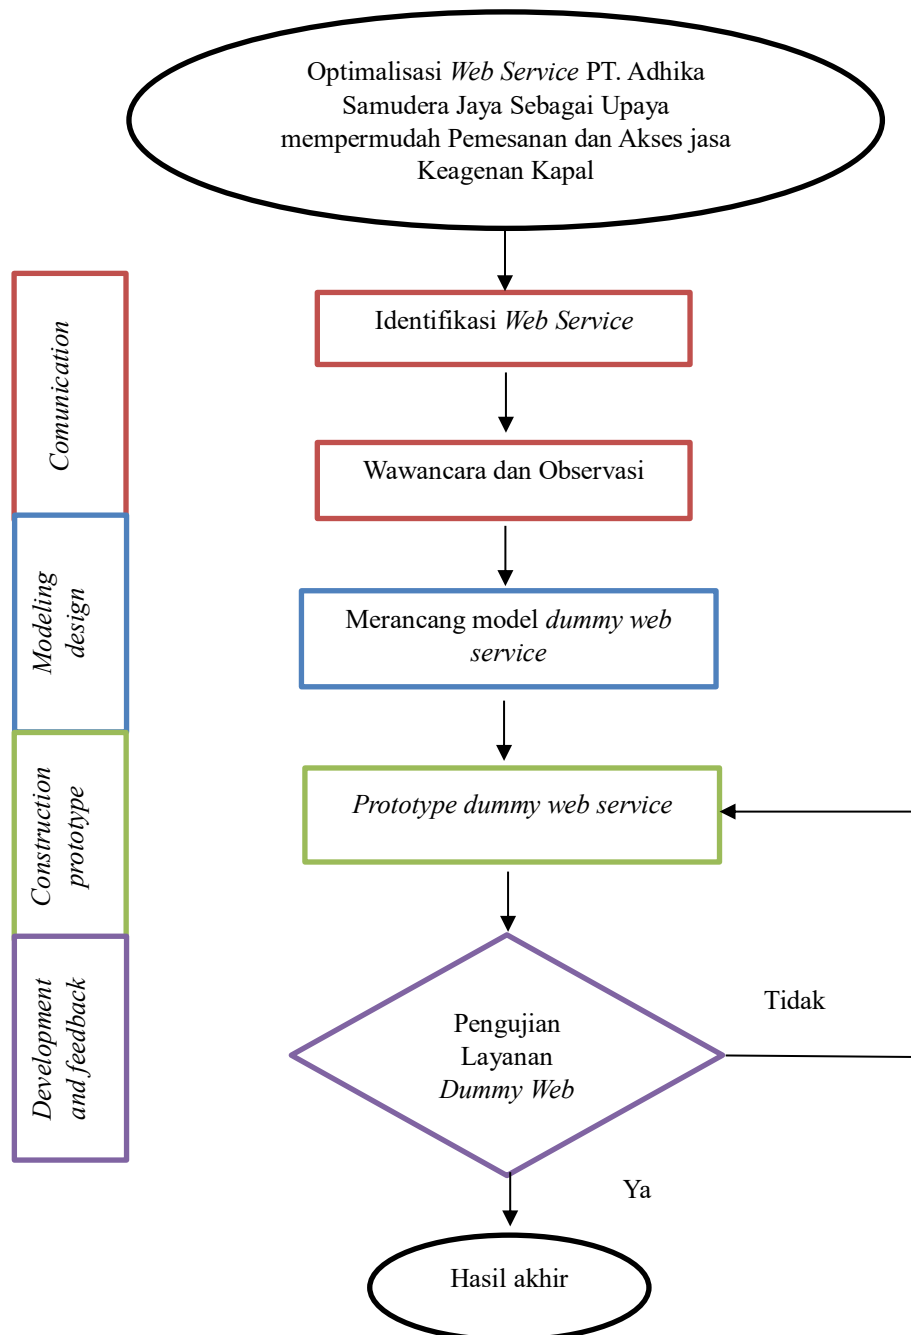 Optimalisasi Web Service PT. Adhika
Samudera Jaya Sebagai Upaya
mempermudah Pemesanan dan Akses jasa
Keagenan Kapal
Comunication
Identifikasi Web Service
Wawancara dan Observasi
Modeling
design
Merancang model dummy web
service
Construction
prototype
Prototype dummy web service
Development
and feedback
Pengujian
Layanan
Dummy Web
Tidak
Ya
Hasil akhir